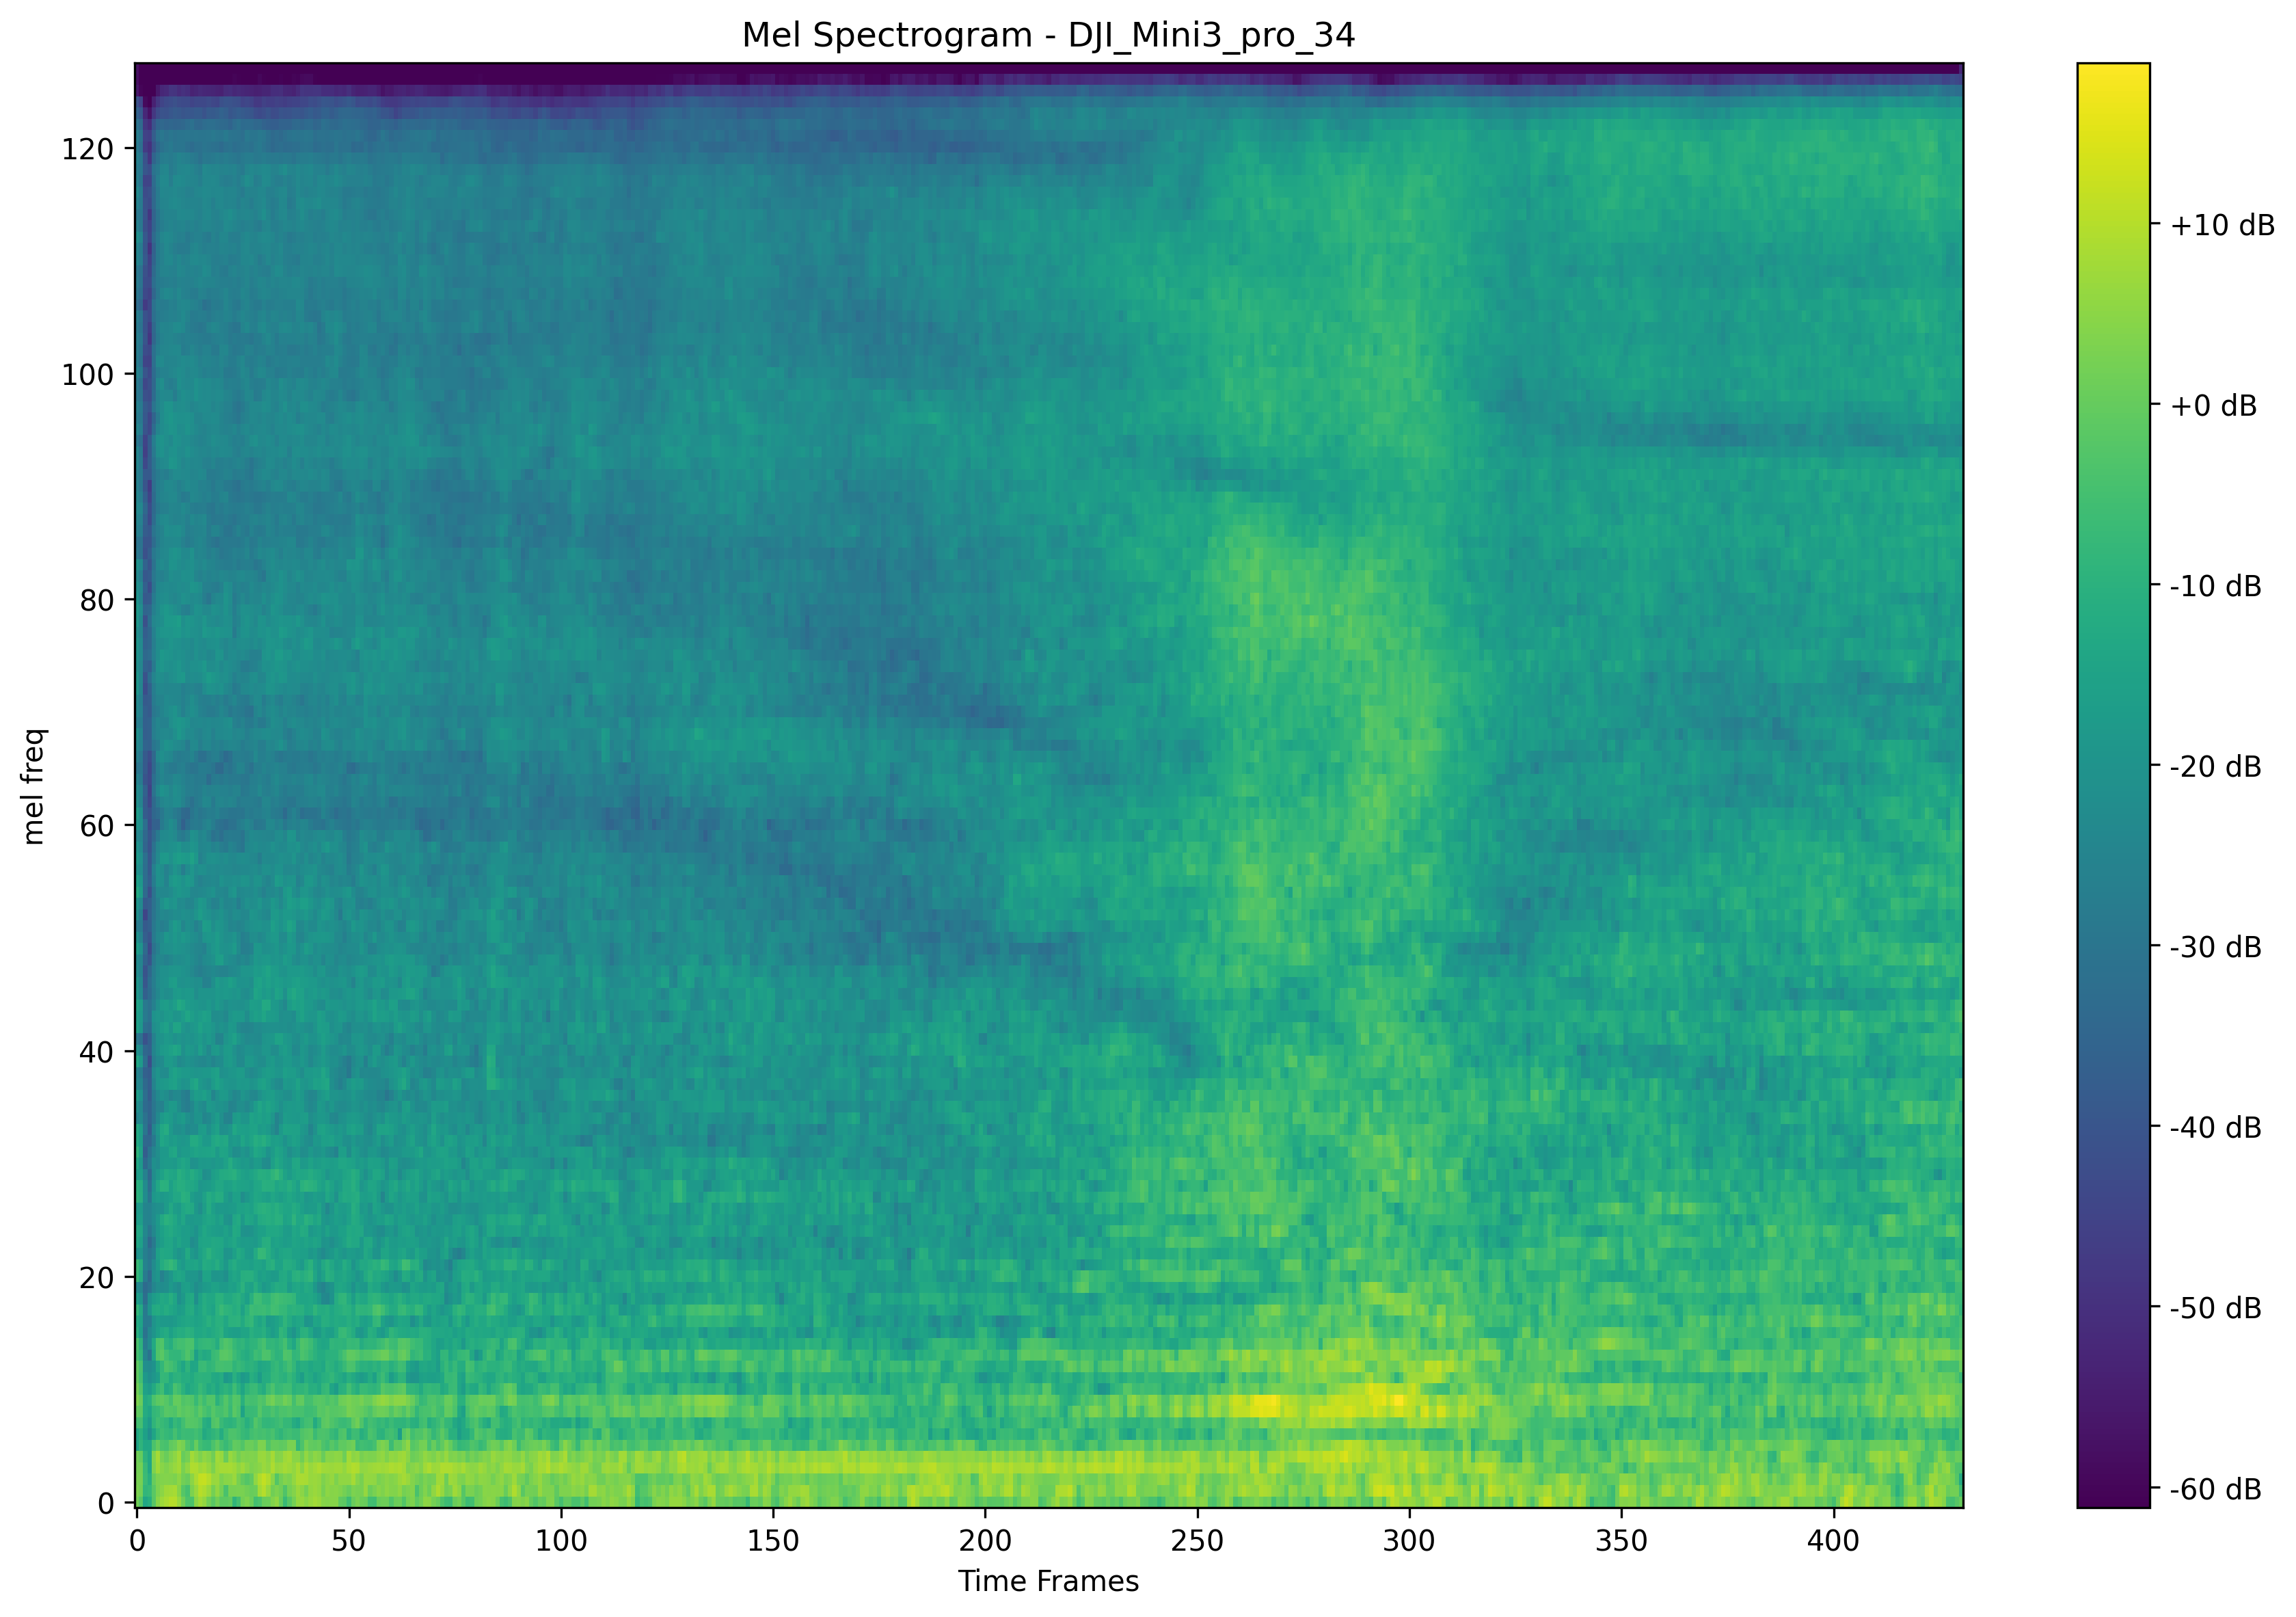 Mel Spectrogram - DJI_Mini3_pro_34
mel freq
120
100
80
60
40
20
0
0 50 100 150 200 250 300 350 400
Time Frames
+10 dB
+0 dB
-10 dB
-20 dB
-30 dB
-40 dB
-50 dB
-60 dB